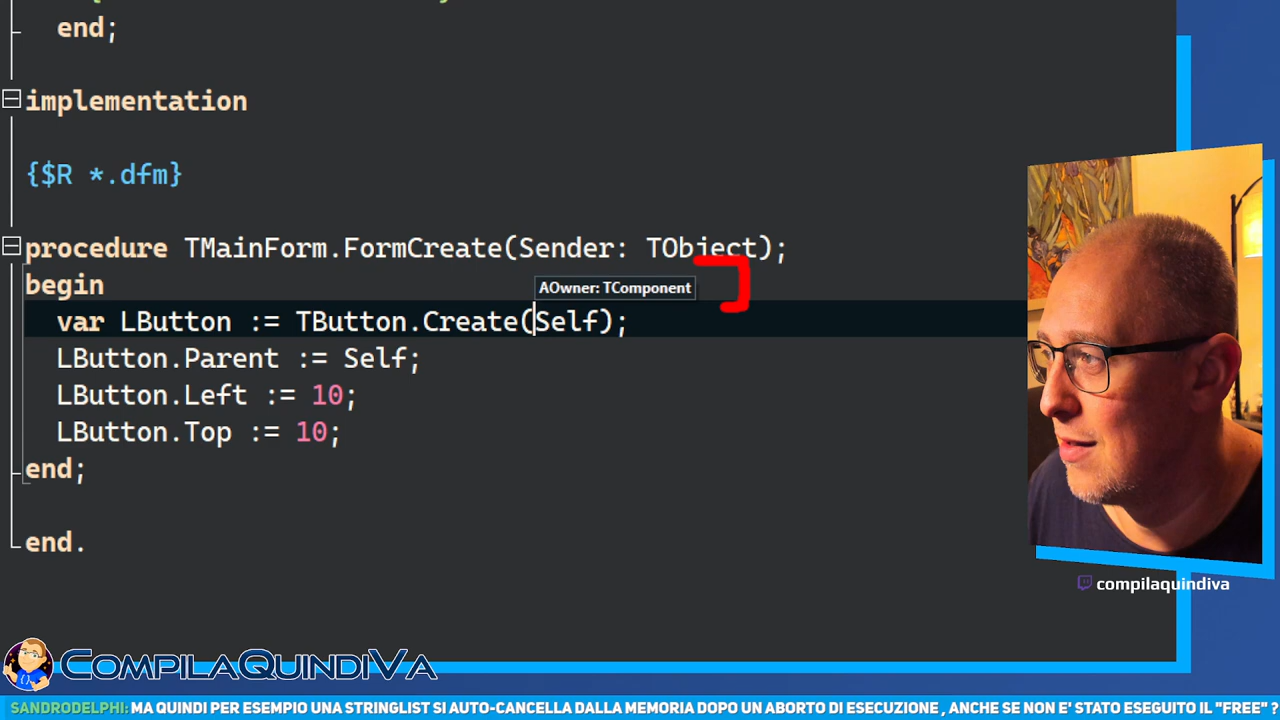 end;
implementation
{$R *.dfm}
procedure TMainForm.FormCreate(Sender: TObject);
begin
AOwner: TComponent
var LButton := TButton.Create(Self);
LButton.Parent := Self;
LButton.Left := 10;
LButton.Top := 10;
end;
end.
compilaquindiva
COMPILAQUINDIVA
SANDRODELPHI: MA QUINDI PER ESEMPIO UNA STRINGLIST SI AUTO-CANCELLA DALLA MEMORIA DOPO UN ABORTO DI ESECUZIONE , ANCHE SE NON E' STATO ESEGUITO IL "FREE" ?